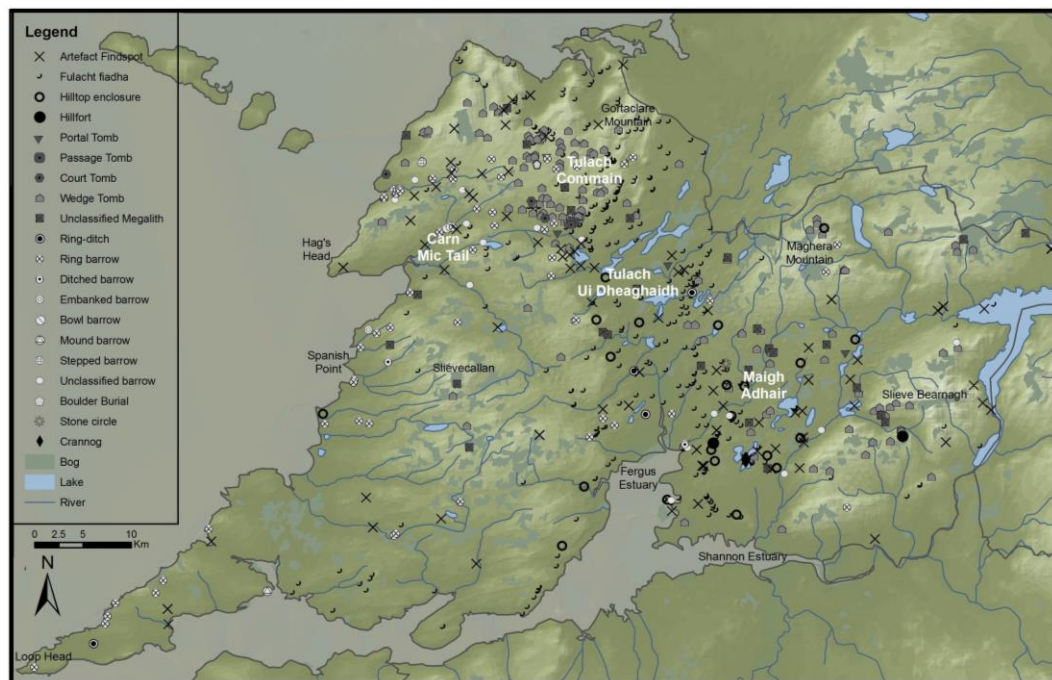 Legend
Artefact Findspot
Fulacht fiadha
Hilltop enclosure
Hillfort
Portal Tomb
Passage Tomb
Court Tomb
Wedge Tomb
Unclassified Megalith
Ring-ditch
Ring barrow
Ditched barrow
Embanked barrow
Bowl barrow
Mound barrow
Stepped barrow
Unclassified barrow
Boulder Burial
Stone circle
Crannog
Bog
Lake
River
0 2.5 5 10
Km
N
Gortaclare
Mountain
Tulach
Commain
Hag's
Head
Carn
Mic Tail
Maghera
Mountain
Tulach
Ui Dheaghaidh
Spanish
Point
Slievecallan
Maigh
Adhair
Slieve Bearnagh
Fergus
Estuary
Shannon Estuary
Loop Head